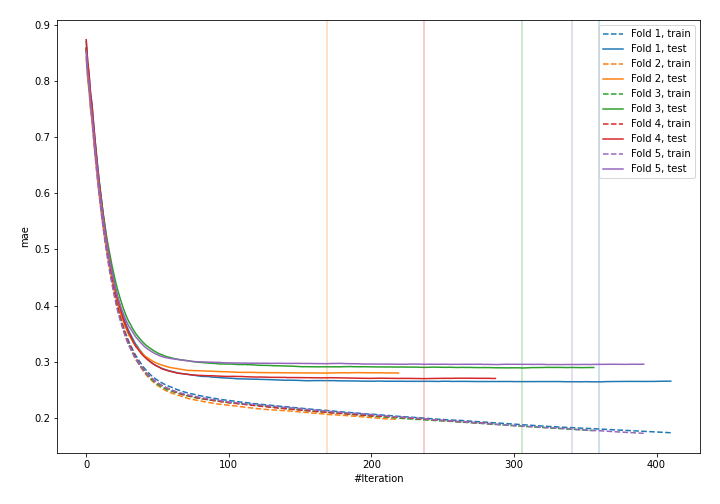 0.9
0.8
0.7
0.6
0.5
0.4
0.3
0.2
mae
0 100 200 300 400
#Iteration
Fold 1, train
Fold 1, test
Fold 2, train
Fold 2, test
Fold 3, train
Fold 3, test
Fold 4, train
Fold 4, test
Fold 5, train
Fold 5, test